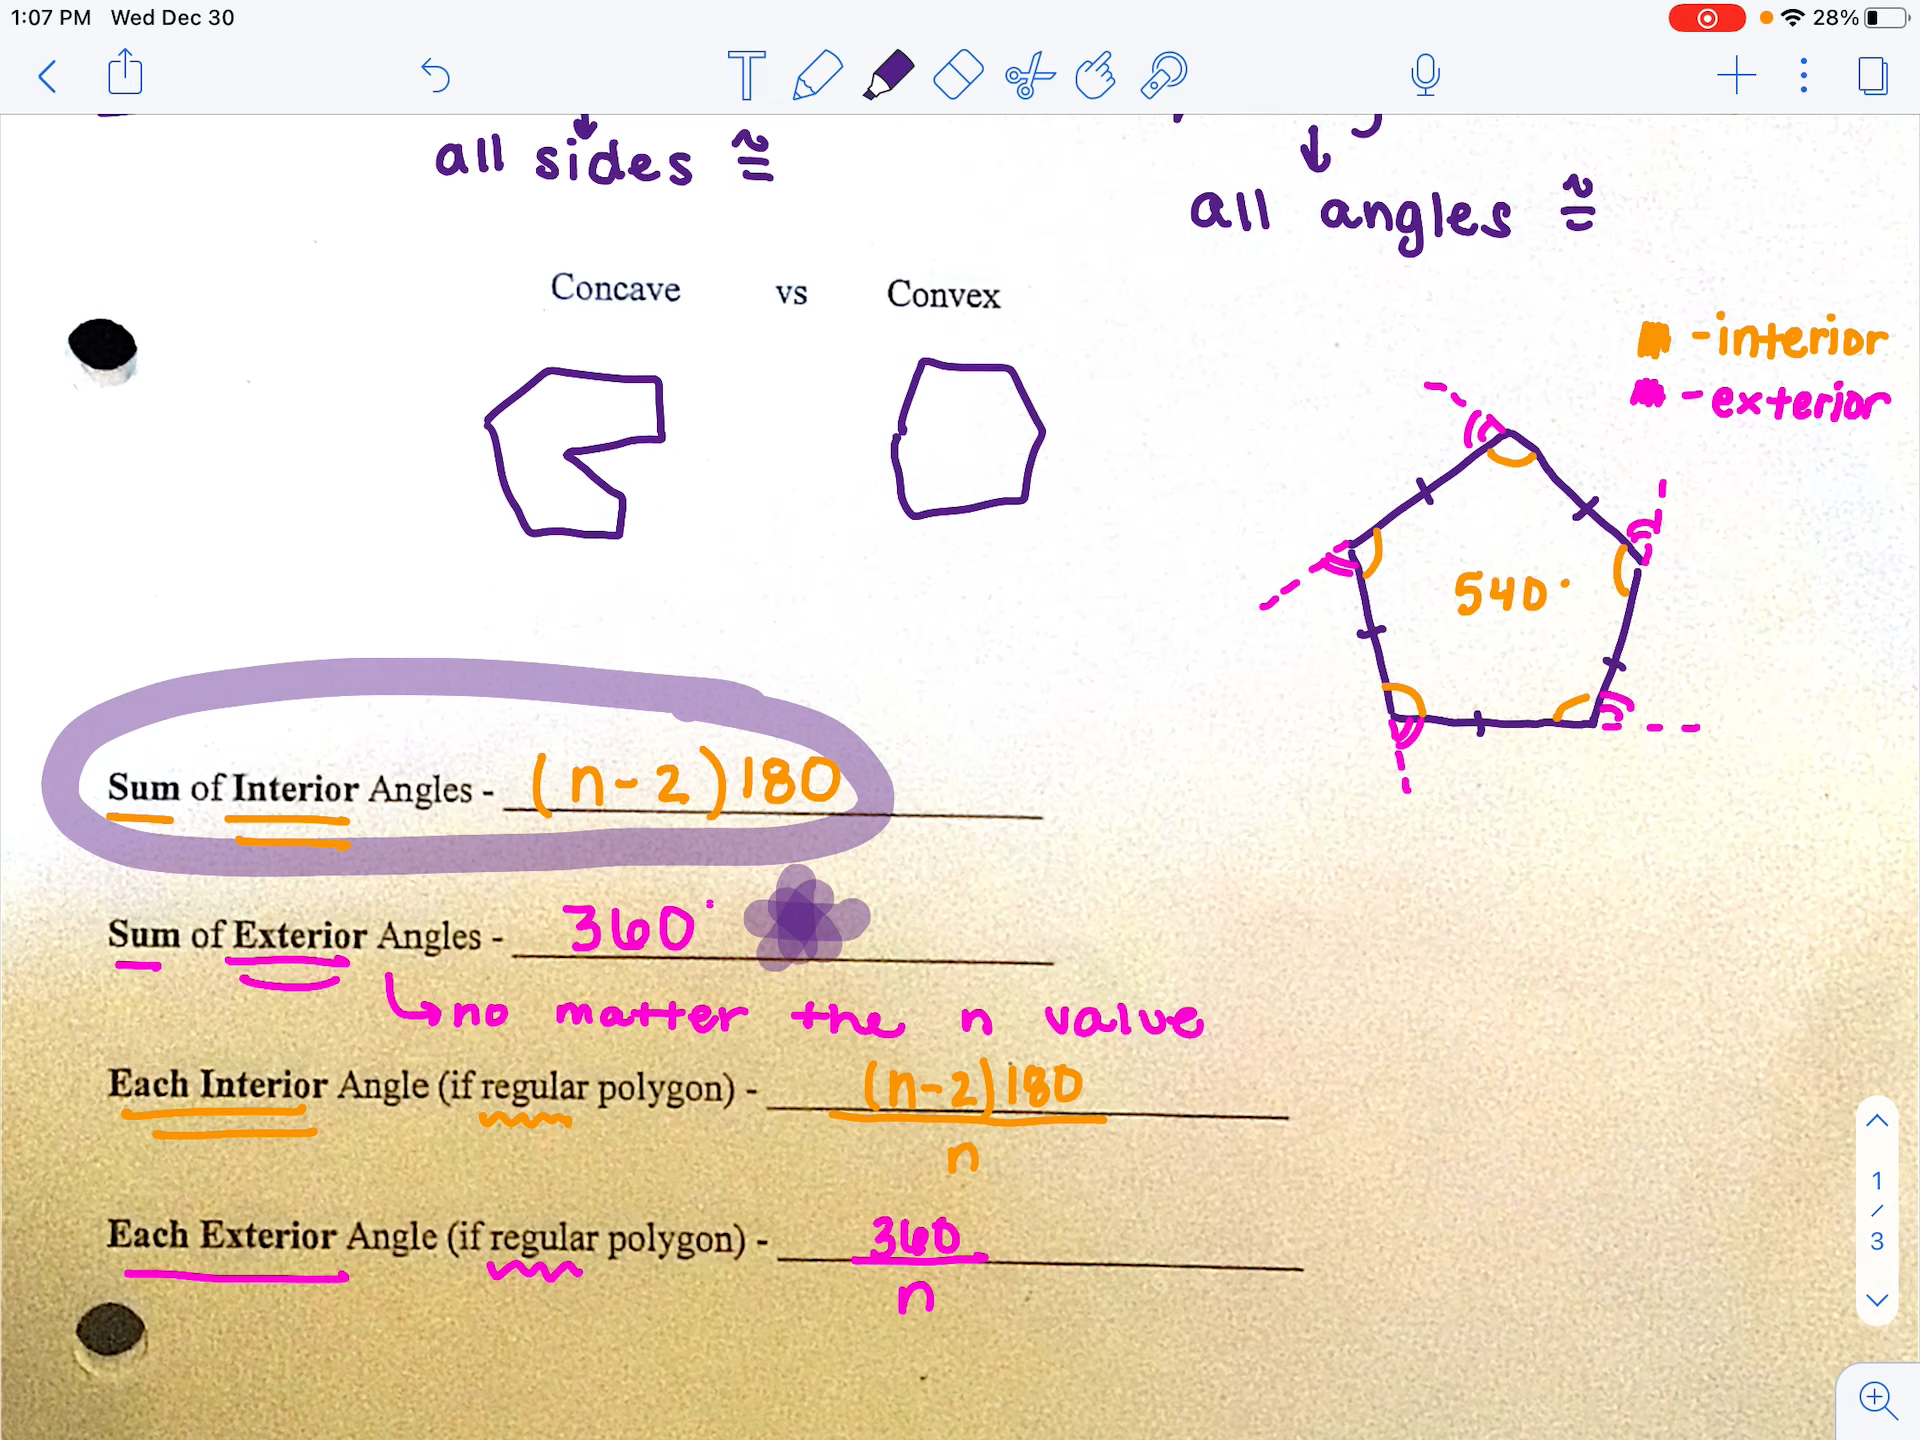 1:07 PM Wed Dec 30
28%
T
all sides ≅
all angles ≅
Concave vs Convex
-interior
-exterior
540°
Sum of Interior Angles - (n-2)180
Sum of Exterior Angles - 360°
↳no matter the n value
Each Interior Angle (if regular polygon) - (n-2)180
n
Each Exterior Angle (if regular polygon) - 360
n
1
/
3